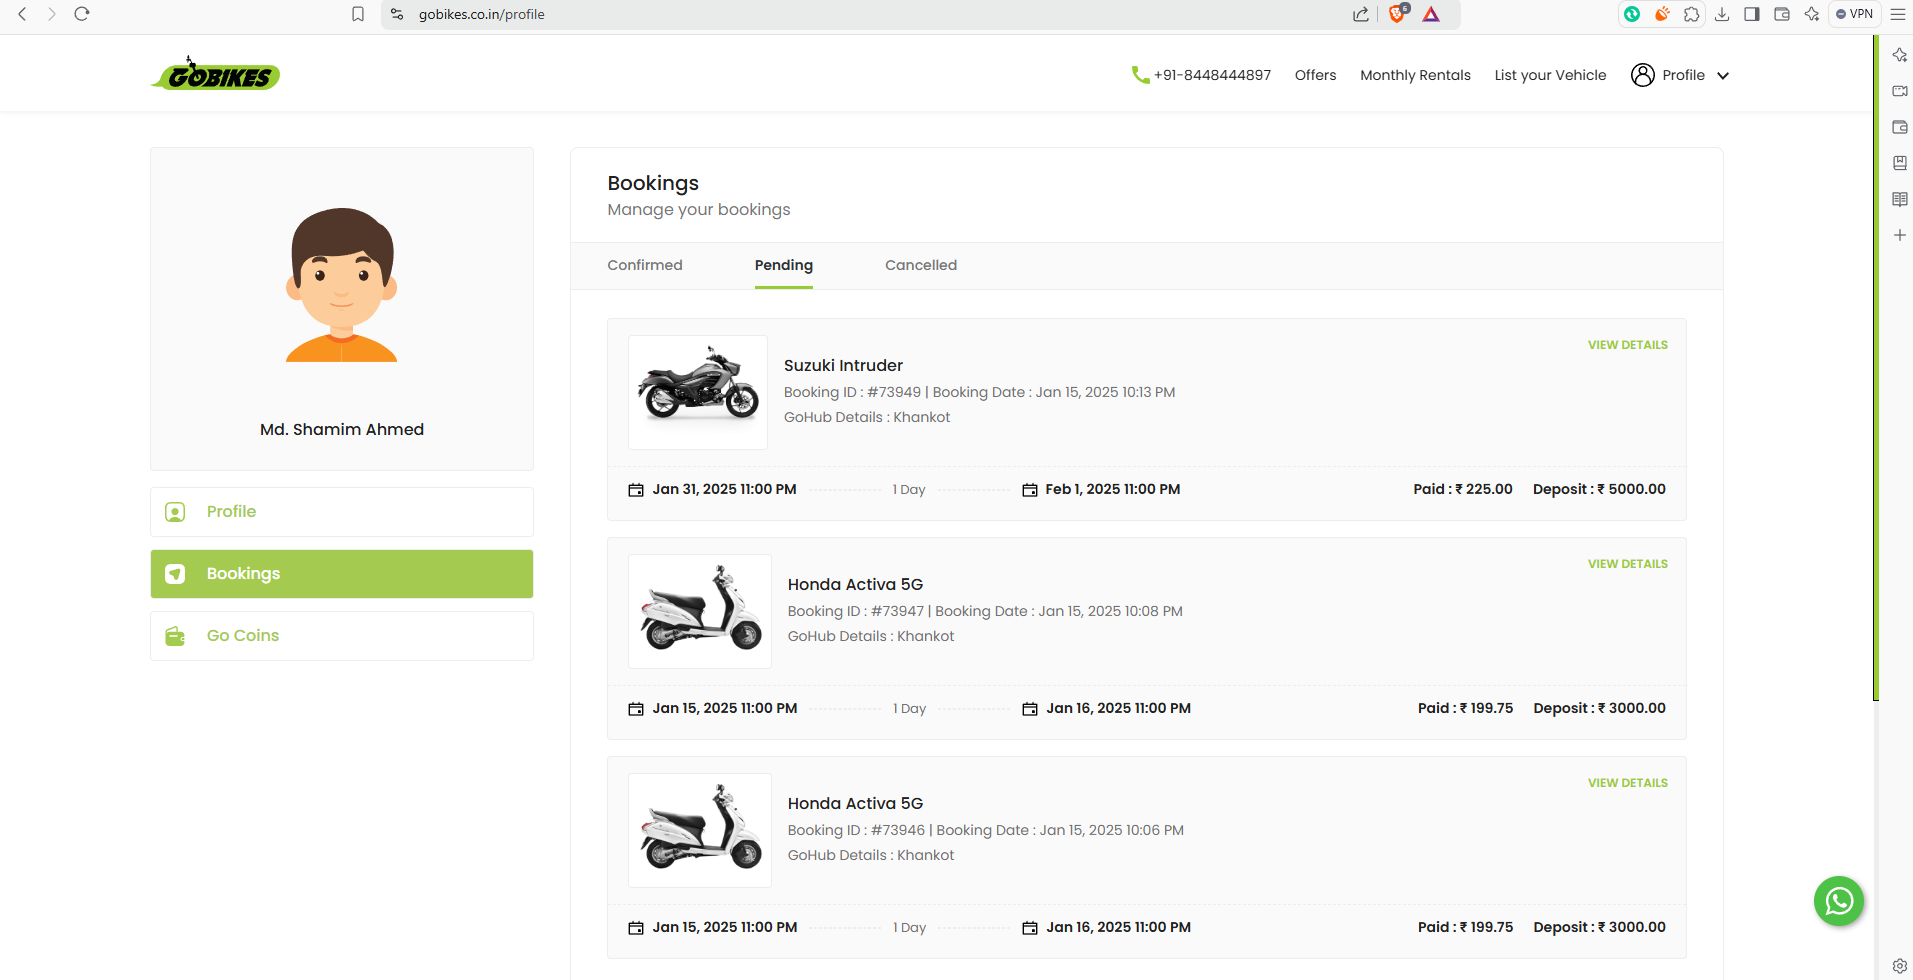 gobikes.co.in/profile
6
VPN
GOBIKES
+91-8448444897
Offers
Monthly Rentals
List your Vehicle
Profile
Md. Shamim Ahmed
Profile
Bookings
Go Coins
Bookings
Manage your bookings
Confirmed
Pending
Cancelled
VIEW DETAILS
Suzuki Intruder
Booking ID : #73949 | Booking Date : Jan 15, 2025 10:13 PM
GoHub Details : Khankot
Jan 31, 2025 11:00 PM 1 Day Feb 1, 2025 11:00 PM Paid : ₹ 225.00 Deposit : ₹ 5000.00
VIEW DETAILS
Honda Activa 5G
Booking ID : #73947 | Booking Date : Jan 15, 2025 10:08 PM
GoHub Details : Khankot
Jan 15, 2025 11:00 PM 1 Day Jan 16, 2025 11:00 PM Paid : ₹ 199.75 Deposit : ₹ 3000.00
VIEW DETAILS
Honda Activa 5G
Booking ID : #73946 | Booking Date : Jan 15, 2025 10:06 PM
GoHub Details : Khankot
Jan 15, 2025 11:00 PM 1 Day Jan 16, 2025 11:00 PM Paid : ₹ 199.75 Deposit : ₹ 3000.00